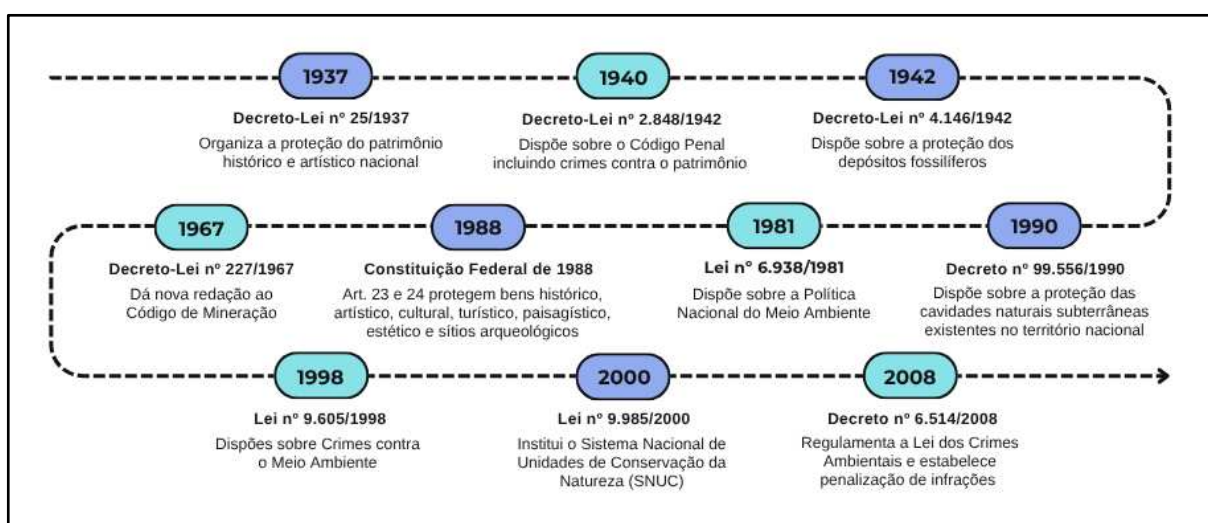 1937
Decreto-Lei nº 25/1937
Organiza a proteção do patrimônio
histórico e artístico nacional
1940
Decreto-Lei nº 2.848/1942
Dispõe sobre o Código Penal
incluindo crimes contra o patrimônio
1942
Decreto-Lei nº 4.146/1942
Dispõe sobre a proteção dos
depósitos fossilíferos
1967
Decreto-Lei nº 227/1967
Dá nova redação ao
Código de Mineração
1988
Constituição Federal de 1988
Art. 23 e 24 protegem bens histórico,
artístico, cultural, turístico, paisagístico,
estético e sítios arqueológicos
1981
Lei nº 6.938/1981
Dispõe sobre a Política
Nacional do Meio Ambiente
1990
Decreto nº 99.556/1990
Dispõe sobre a proteção das
cavidades naturais subterrâneas
existentes no território nacional
1998
Lei nº 9.605/1998
Dispões sobre Crimes contra
o Meio Ambiente
2000
Lei nº 9.985/2000
Institui o Sistema Nacional de
Unidades de Conservação da
Natureza (SNUC)
2008
Decreto nº 6.514/2008
Regulamenta a Lei dos Crimes
Ambientais e estabelece
penalização de infrações